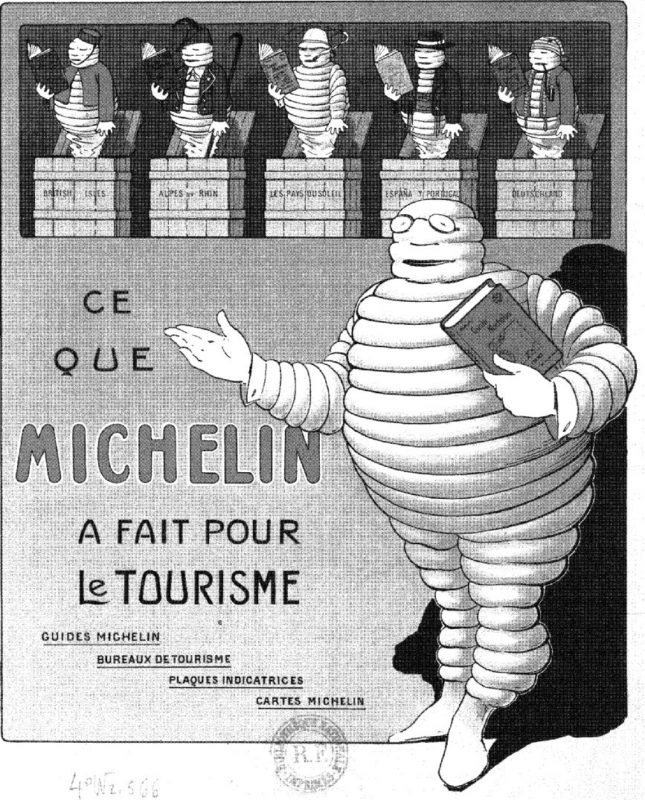 BRITISH ISLES
ALPES ET RHIN
LES PAYS DU SOLEIL
ESPAÑA Y PORTUGAL
DEUTSCHLAND
CE
QUE
MICHELIN
A FAIT POUR
Le TOURISME
GUIDES MICHELIN
BUREAUX DE TOURISME
PLAQUES INDICATRICES
CARTES MICHELIN
R.F.